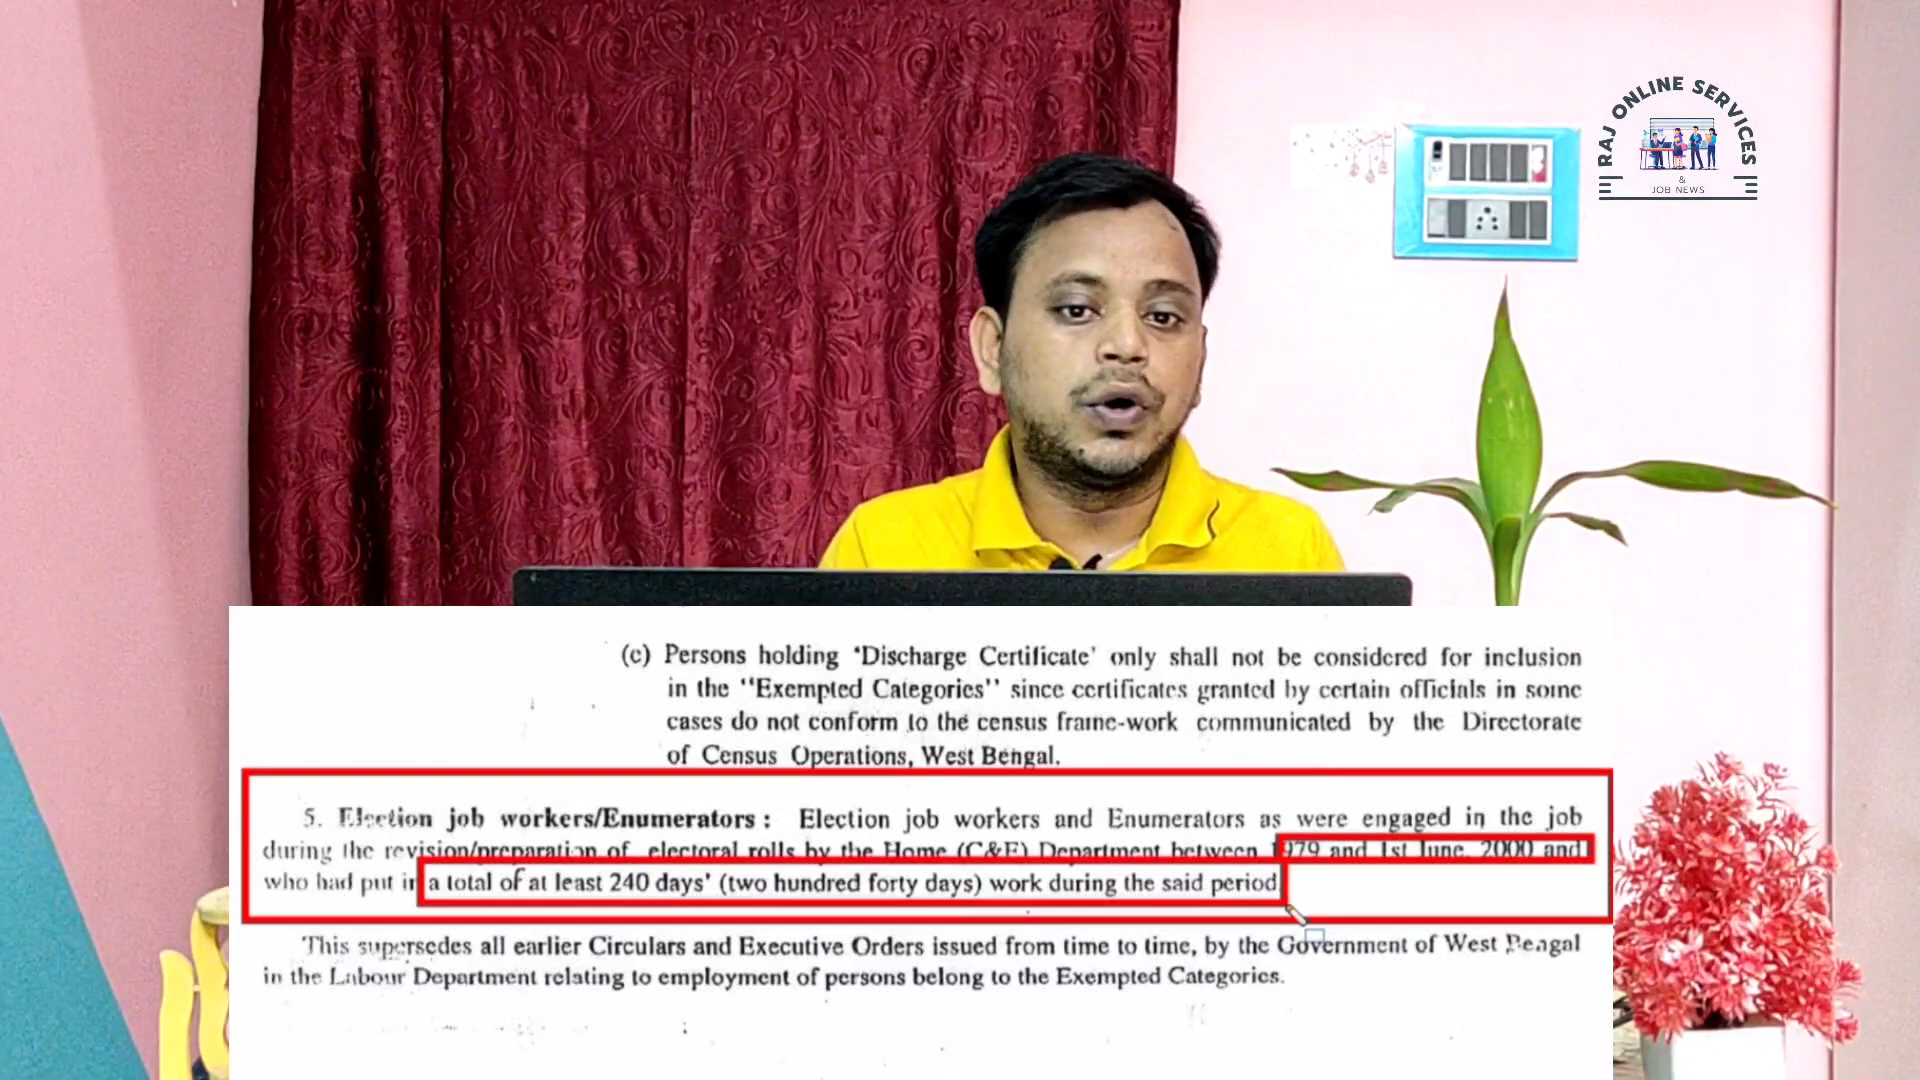 RAJ ONLINE SERVICES
&
JOB NEWS
(c) Persons holding 'Discharge Certificate' only shall not be considered for inclusion
in the "Exempted Categories" since certificates granted by certain officials in some
cases do not conform to the census frame-work communicated by the Directorate
of Census Operations, West Bengal.
5. Election job workers/Enumerators : Election job workers and Enumerators as were engaged in the job
during the revision/preparation of electoral rolls by the Home (C&E) Department between 1979 and 1st June, 2000 and
who had put in a total of at least 240 days' (two hundred forty days) work during the said period
This supersedes all earlier Circulars and Executive Orders issued from time to time, by the Government of West Bengal
in the Labour Department relating to employment of persons belong to the Exempted Categories.